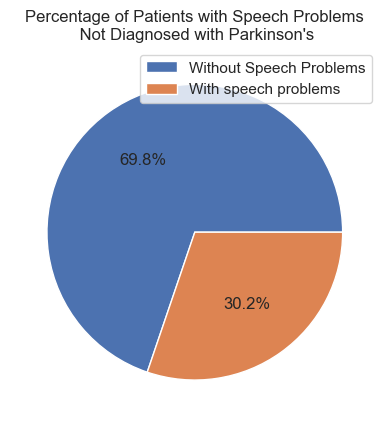 Percentage of Patients with Speech Problems
Not Diagnosed with Parkinson's
Without Speech Problems
With speech problems
69.8%
30.2%